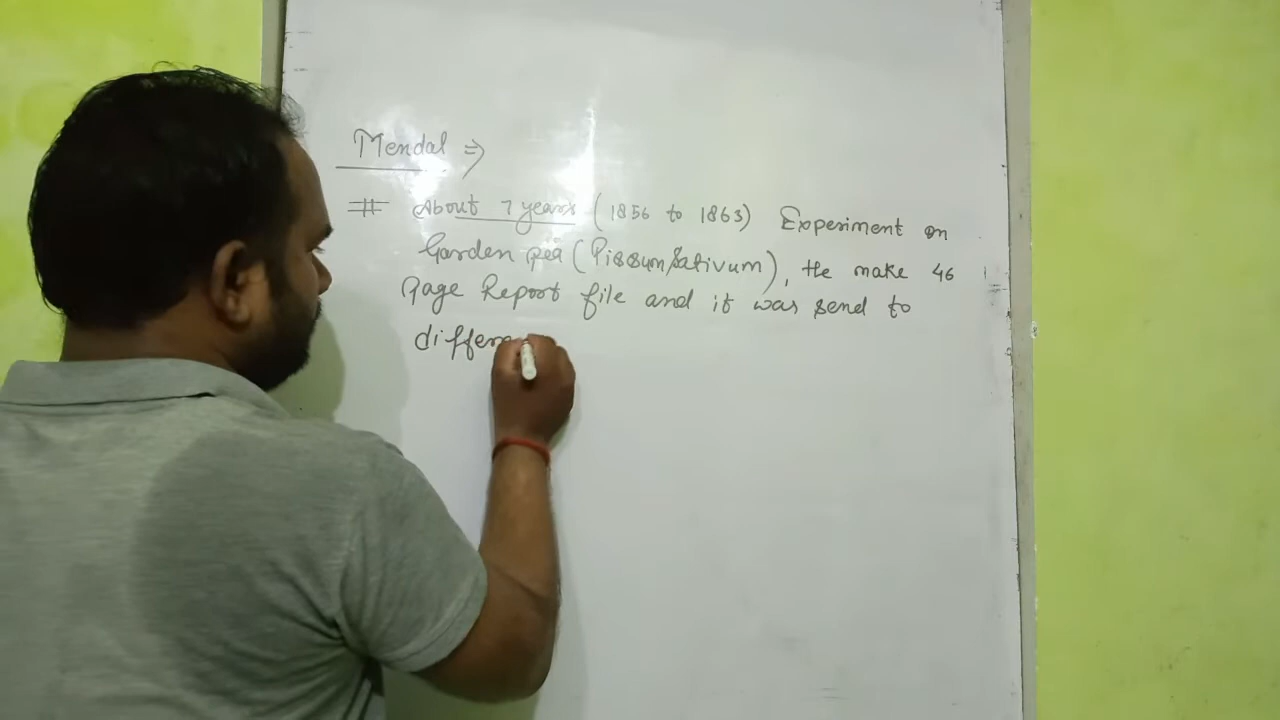 Mendal ⇒
# About 7 years (1856 to 1863) Experiment on
Garden pea (Pissum Sativum), He make 46
Page Report file and it was send to
differen